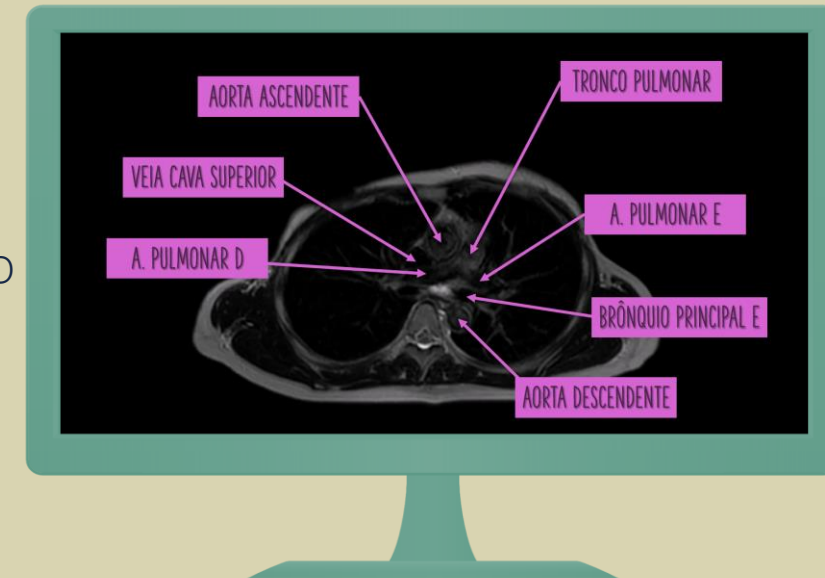 AORTA ASCENDENTE
TRONCO PULMONAR
VEIA CAVA SUPERIOR
A. PULMONAR E
A. PULMONAR D
BRÔNQUIO PRINCIPAL E
AORTA DESCENDENTE